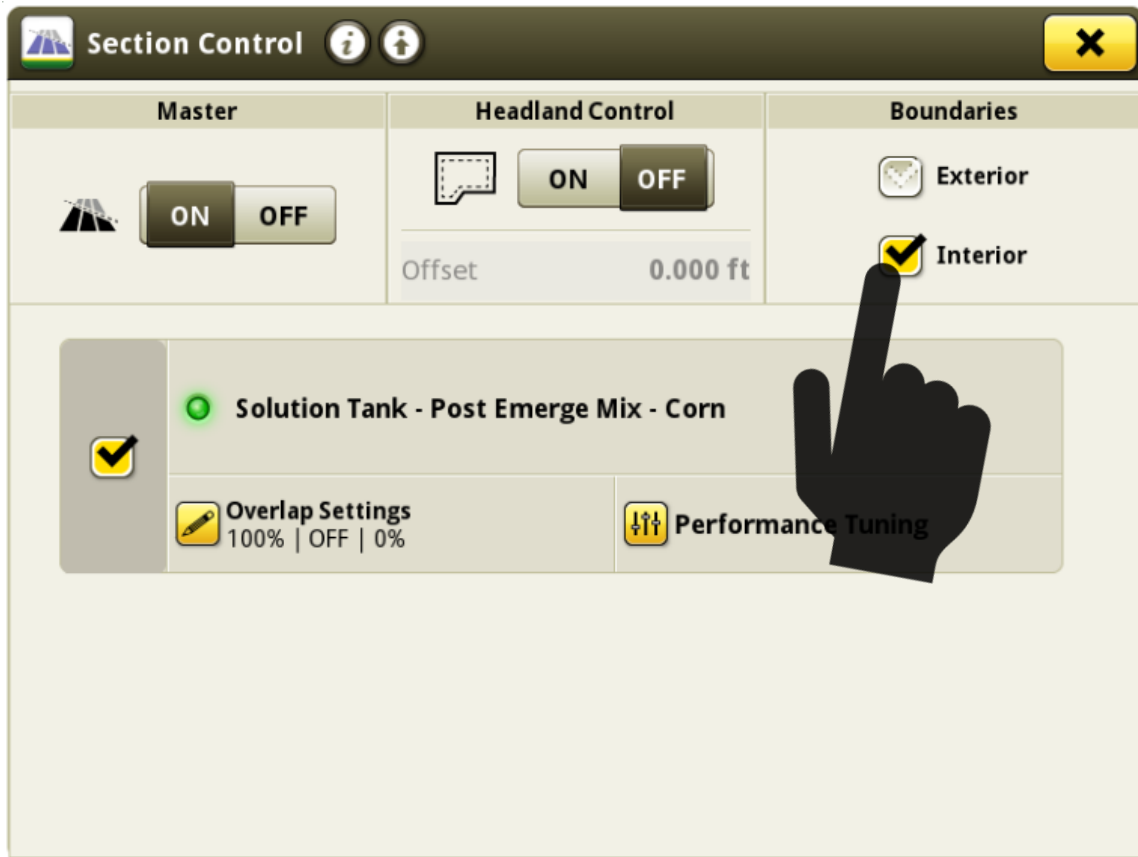 Section Control
Master
Headland Control
Boundaries
ON OFF
ON OFF
Exterior
Interior
Offset 0.000 ft
Solution Tank - Post Emerge Mix - Corn
Overlap Settings
100% | OFF | 0%
Performance Tuning